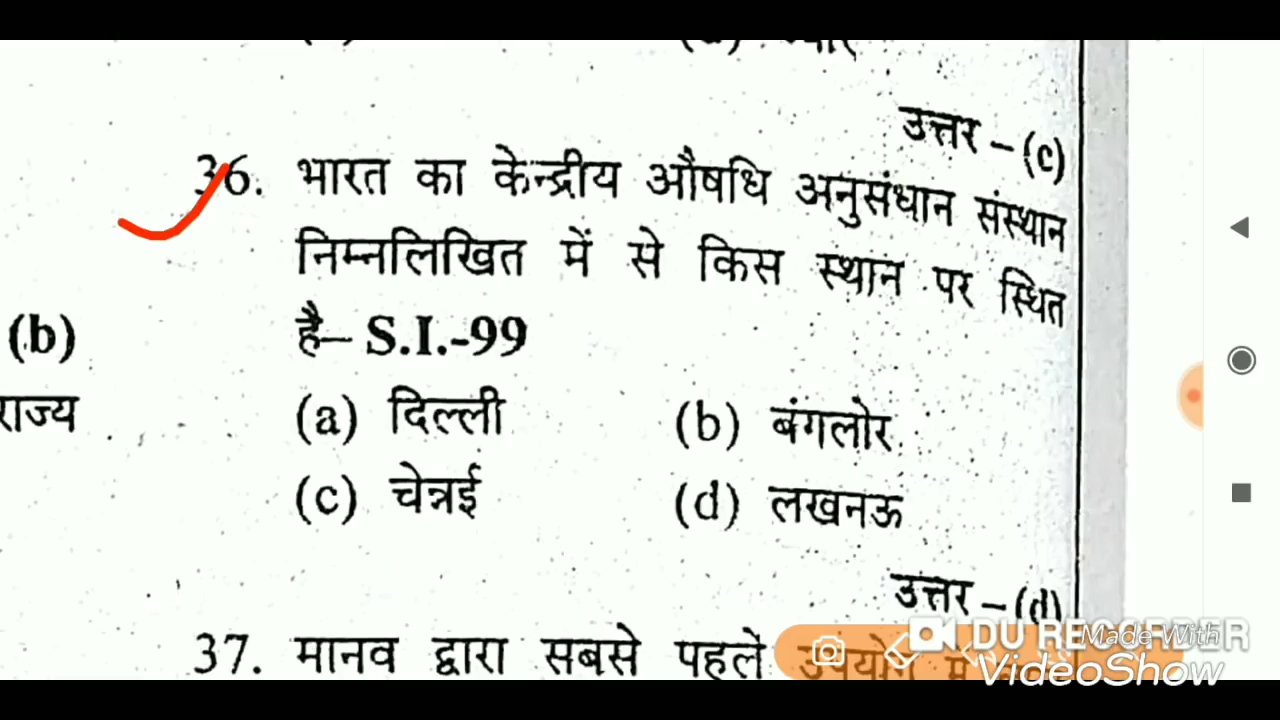 उत्तर – (c)
36. भारत का केन्द्रीय औषधि अनुसंधान संस्थान
निम्नलिखित में से किस स्थान पर स्थित
है– S.I.-99
(a) दिल्ली (b) बंगलोर
(c) चेन्नई (d) लखनऊ
उत्तर – (d)
37. मानव द्वारा सबसे पहले उपयोग में
(b)
राज्य
DU RECORDER
Made With
VideoShow